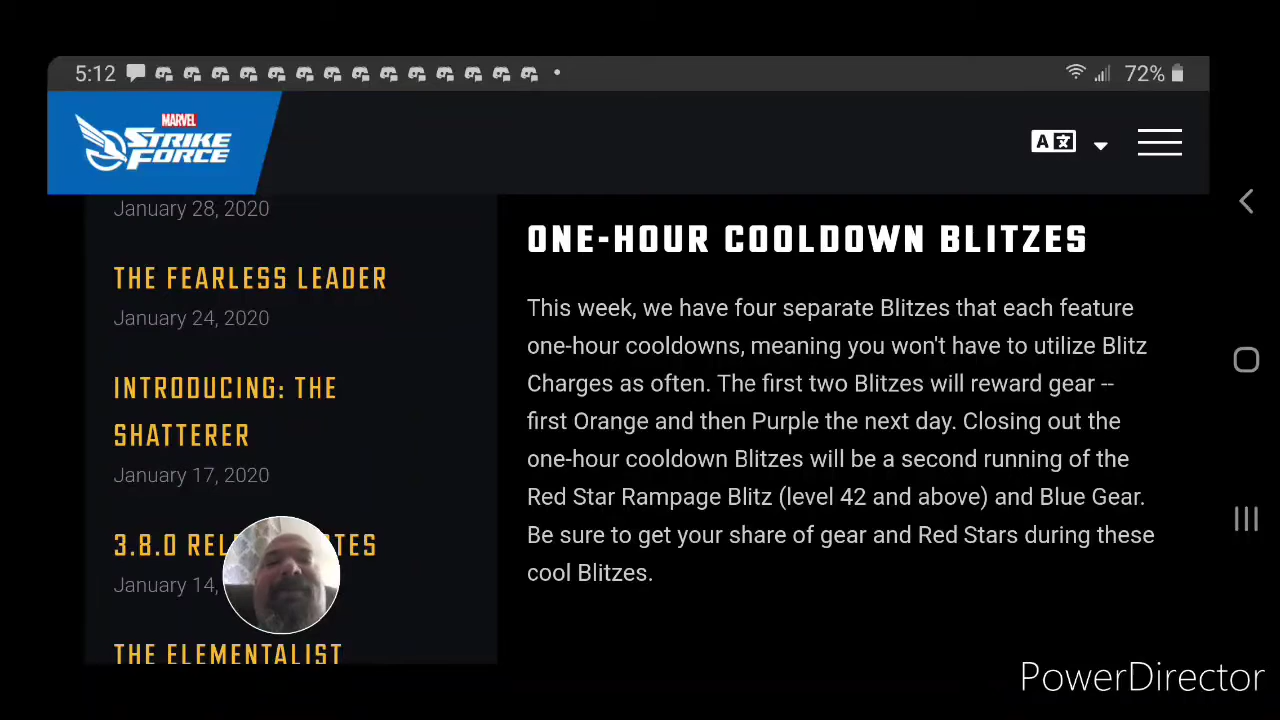 5:12
72%
MARVEL
STRIKE
FORCE
A
January 28, 2020
THE FEARLESS LEADER
January 24, 2020
INTRODUCING: THE
SHATTERER
January 17, 2020
3.8.0
January 14,
THE ELEMENTALIST
ONE-HOUR COOLDOWN BLITZES
This week, we have four separate Blitzes that each feature
one-hour cooldowns, meaning you won't have to utilize Blitz
Charges as often. The first two Blitzes will reward gear --
first Orange and then Purple the next day. Closing out the
one-hour cooldown Blitzes will be a second running of the
Red Star Rampage Blitz (level 42 and above) and Blue Gear.
Be sure to get your share of gear and Red Stars during these
cool Blitzes.
PowerDirector